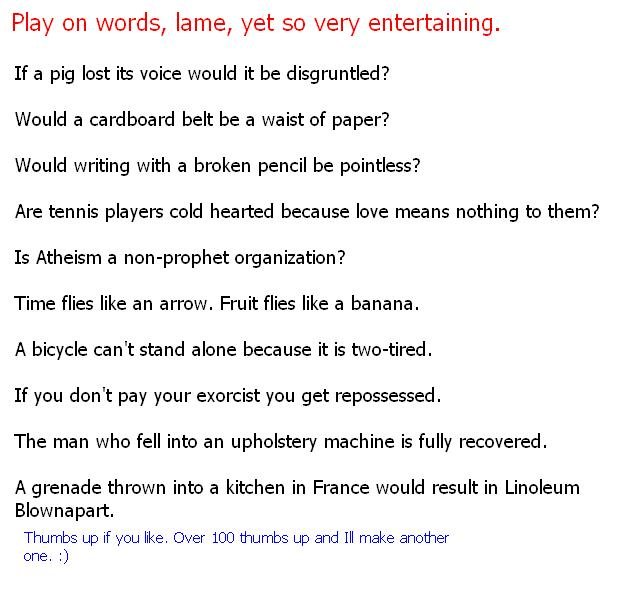 Play on words, lame, yet so very entertaining.
If a pig lost its voice would it be disgruntled?
Would a cardboard belt be a waist of paper?
Would writing with a broken pencil be pointless?
Are tennis players cold hearted because love means nothing to them?
Is Atheism a non-prophet organization?
Time flies like an arrow. Fruit flies like a banana.
A bicycle can't stand alone because it is two-tired.
If you don't pay your exorcist you get repossessed.
The man who fell into an upholstery machine is fully recovered.
A grenade thrown into a kitchen in France would result in Linoleum
Blownapart.
Thumbs up if you like. Over 100 thumbs up and Ill make another
one. :)